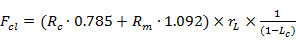 F_cl = (R_c · 0.785 + R_m · 1.092) × r_L × 1/(1−L_c)